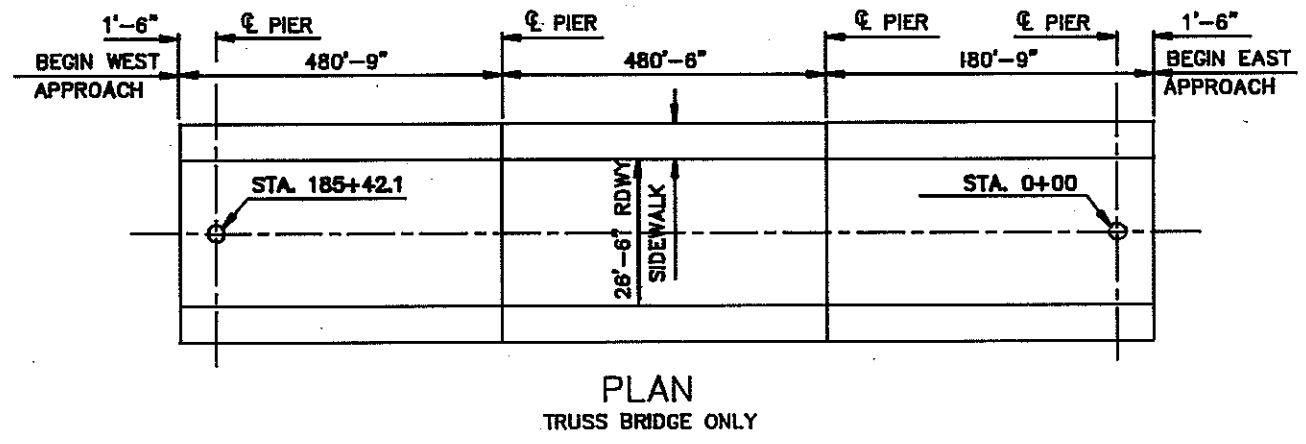 1'-6" ℄ PIER ℄ PIER ℄ PIER ℄ PIER 1'-6"
BEGIN WEST 480'-9" 480'-6" 180'-9" BEGIN EAST
APPROACH APPROACH
STA. 185+42.1 STA. 0+00
26'-6" RDWY
SIDEWALK
PLAN
TRUSS BRIDGE ONLY